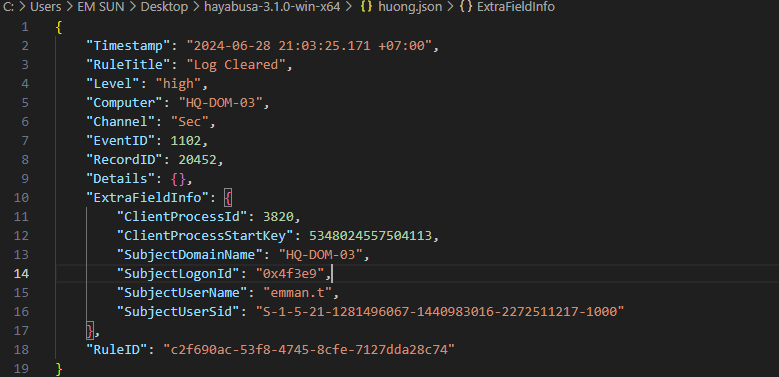 C: > Users > EM SUN > Desktop > hayabusa-3.1.0-win-x64 > {} huong.json > {} ExtraFieldInfo
1 {
2 "Timestamp": "2024-06-28 21:03:25.171 +07:00",
3 "RuleTitle": "Log Cleared",
4 "Level": "high",
5 "Computer": "HQ-DOM-03",
6 "Channel": "Sec",
7 "EventID": 1102,
8 "RecordID": 20452,
9 "Details": {},
10 "ExtraFieldInfo": {
11 "ClientProcessId": 3820,
12 "ClientProcessStartKey": 5348024557504113,
13 "SubjectDomainName": "HQ-DOM-03",
14 "SubjectLogonId": "0x4f3e9",
15 "SubjectUserName": "emman.t",
16 "SubjectUserSid": "S-1-5-21-1281496067-1440983016-2272511217-1000"
17 },
18 "RuleID": "c2f690ac-53f8-4745-8cfe-7127dda28c74"
19 }